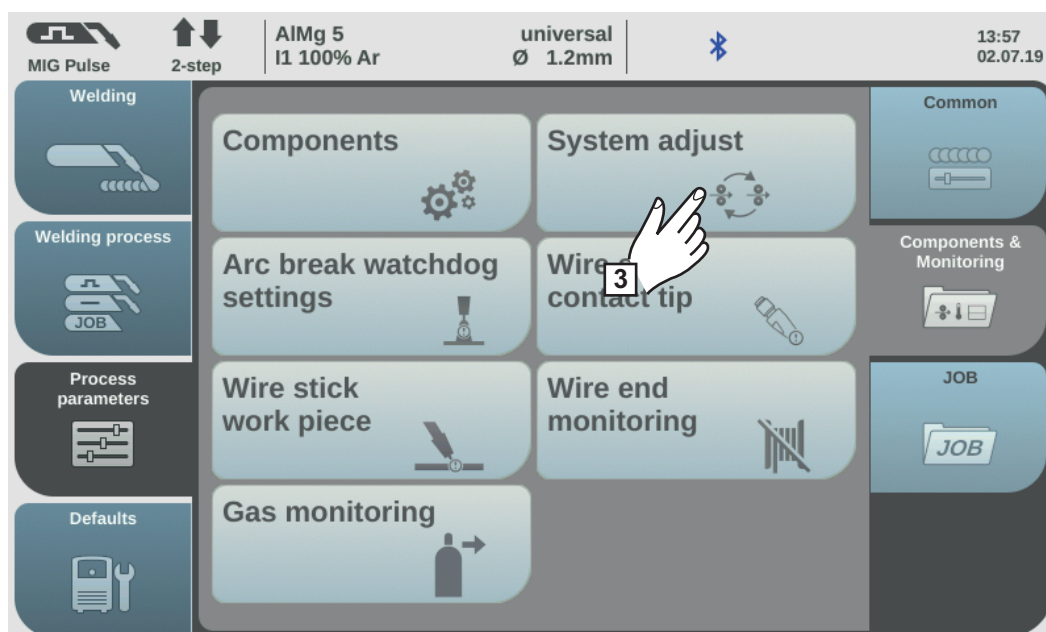 MIG Pulse
2-step
AlMg 5
I1 100% Ar
universal
Ø 1.2mm
13:57
02.07.19
Welding
Welding process
JOB
Process
parameters
Defaults
Components
System adjust
Arc break watchdog
settings
Wire
contact tip
3
Wire stick
work piece
Wire end
monitoring
Gas monitoring
Common
Components &
Monitoring
JOB
JOB